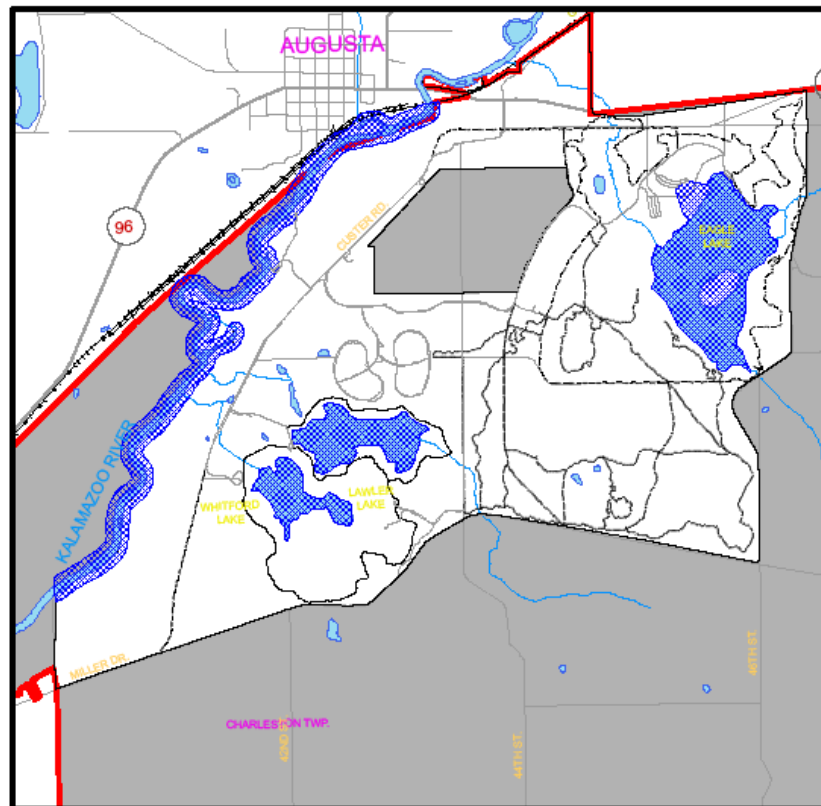 AUGUSTA
96
CUSTER RD.
EAGLE
LAKE
KALAMAZOO RIVER
WHITFORD
LAKE
LAWLER
LAKE
MILLER DR.
CHARLESTON TWP.
42ND
44TH ST.
46TH ST.